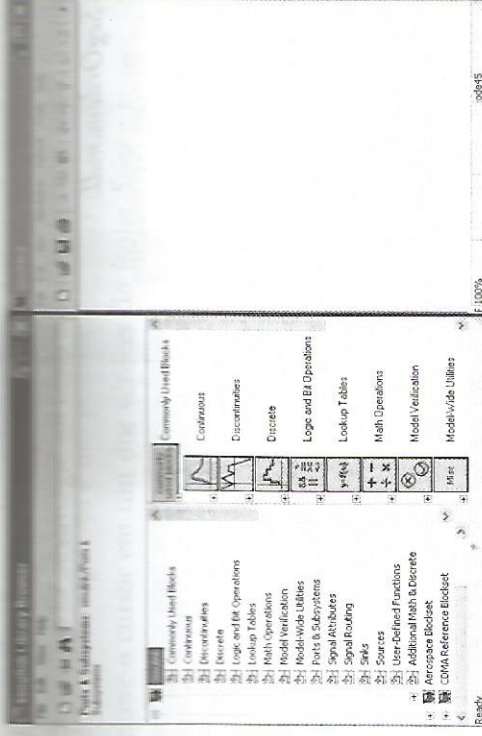 Commonly Used Blocks
Continuous
Discontinuities
Discrete
Logic and Bit Operations
Lookup Tables
Math Operations
Model Verification
Model-Wide Utilities
Ports & Subsystems
Signal Attributes
Signal Routing
Sinks
Sources
User-Defined Functions
Additional Math & Discrete
Aerospace Blockset
CDMA Reference Blockset
Ready
Commonly Used Blocks
Continuous
Discontinuities
Discrete
Logic and Bit Operations
y=f(u) Lookup Tables
Math Operations
Model Verification
Misc Model-Wide Utilities
100%
ode45